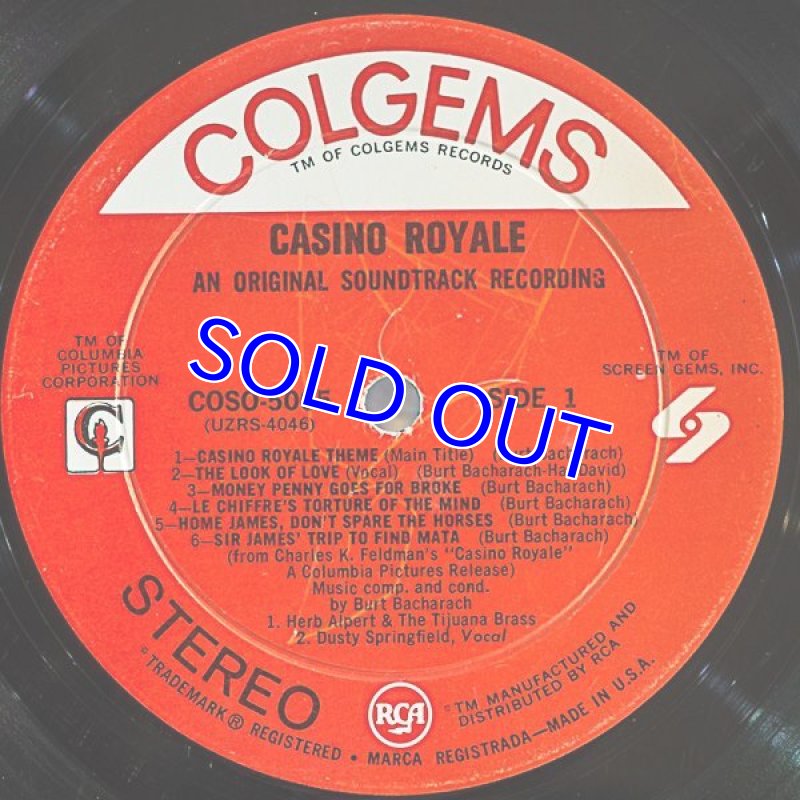 COLGEMS
TM OF COLGEMS RECORDS
CASINO ROYALE
AN ORIGINAL SOUNDTRACK RECORDING
TM OF
COLUMBIA
PICTURES
CORPORATION
TM OF
SCREEN GEMS, INC.
SOLD OUT
SIDE 1
(UZRS-4046)
1—CASINO ROYALE THEME (Main Title) (Burt Bacharach)
2—THE LOOK OF LOVE (Vocal) (Burt Bacharach-Hal David)
3—MONEY PENNY GOES FOR BROKE (Burt Bacharach)
4—LE CHIFFRE'S TORTURE OF THE MIND (Burt Bacharach)
5—HOME JAMES, DON'T SPARE THE HORSES (Burt Bacharach)
6—SIR JAMES' TRIP TO FIND MATA (Burt Bacharach)
(from Charles K. Feldman's "Casino Royale"
A Columbia Pictures Release)
Music comp. and cond.
by Burt Bacharach
1. Herb Alpert & The Tijuana Brass
2. Dusty Springfield, Vocal
STEREO
RCA
®TM MANUFACTURED AND
DISTRIBUTED BY RCA
®TRADEMARK® REGISTERED • MARCA REGISTRADA—MADE IN U.S.A.